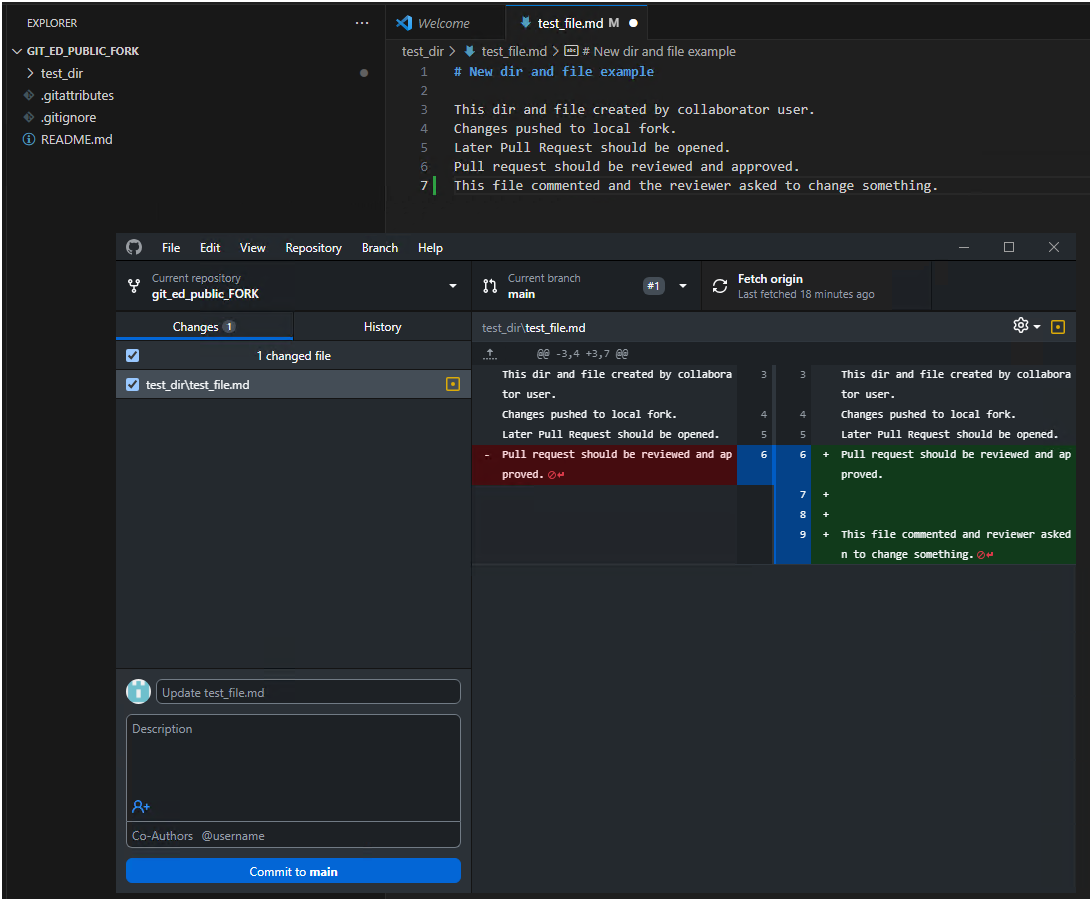 EXPLORER ...
GIT_ED_PUBLIC_FORK
test_dir
.gitattributes
.gitignore
README.md
Welcome
test_file.md M
test_dir > test_file.md > # New dir and file example
1 # New dir and file example
2
3 This dir and file created by collaborator user.
4 Changes pushed to local fork.
5 Later Pull Request should be opened.
6 Pull request should be reviewed and approved.
7 This file commented and the reviewer asked to change something.
File Edit View Repository Branch Help
Current repository
git_ed_public_FORK
Current branch
main
#1
Fetch origin
Last fetched 18 minutes ago
Changes 1
History
1 changed file
test_dir\test_file.md
test_dir\test_file.md
@@ -3,4 +3,7 @@
This dir and file created by collabora 3
tor user.
Changes pushed to local fork. 4
Later Pull Request should be opened. 5
- Pull request should be reviewed and ap 6
proved.
3 This dir and file created by collabora
tor user.
4 Changes pushed to local fork.
5 Later Pull Request should be opened.
6 + Pull request should be reviewed and ap
proved.
7 +
8 +
9 + This file commented and reviewer asked
n to change something.
Update test_file.md
Description
Co-Authors @username
Commit to main